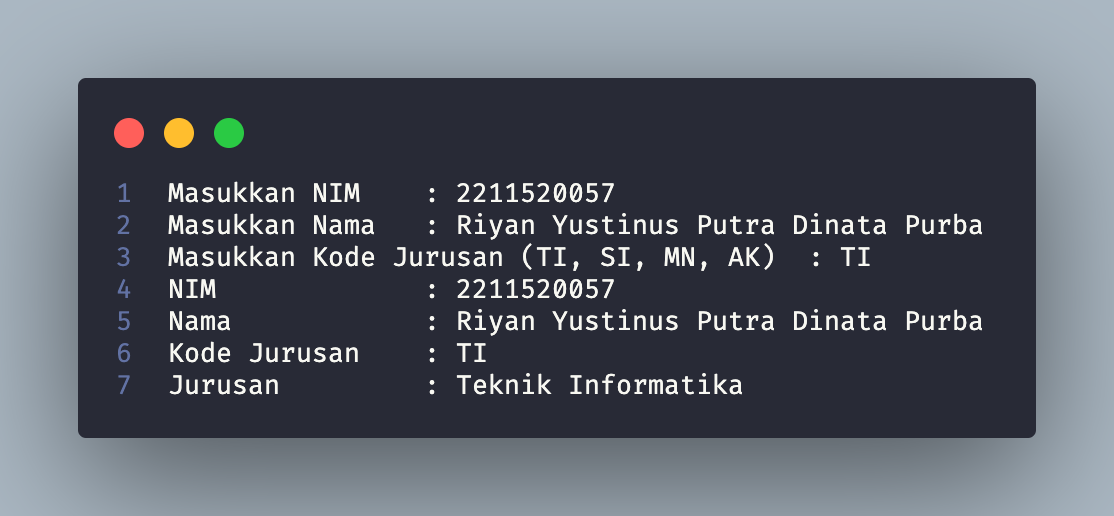 1 Masukkan NIM    : 2211520057
2 Masukkan Nama   : Riyan Yustinus Putra Dinata Purba
3 Masukkan Kode Jurusan (TI, SI, MN, AK)  : TI
4 NIM             : 2211520057
5 Nama            : Riyan Yustinus Putra Dinata Purba
6 Kode Jurusan    : TI
7 Jurusan         : Teknik Informatika